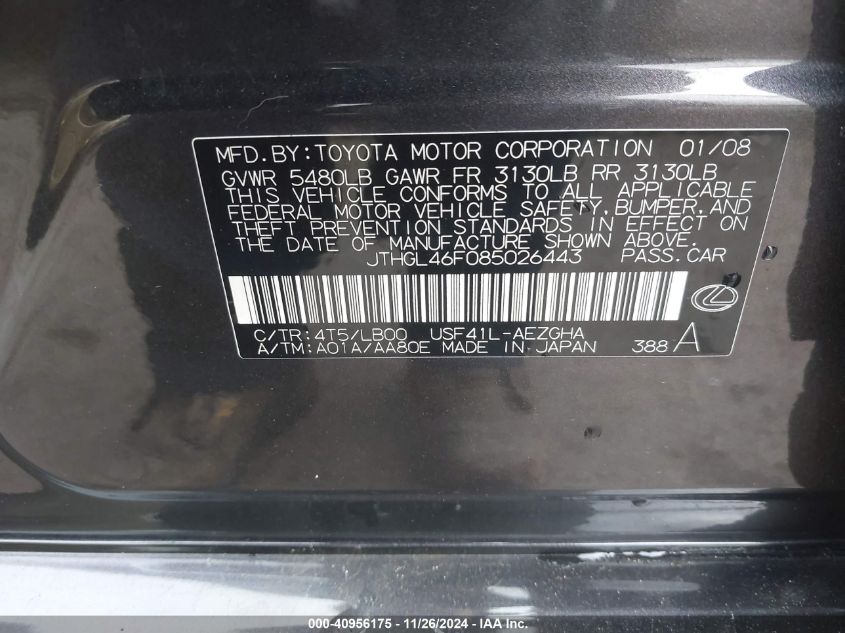 MFD.BY:TOYOTA MOTOR CORPORATION 01/08
GVWR 5480LB GAWR FR 3130LB RR 3130LB
THIS VEHICLE CONFORMS TO ALL APPLICABLE
FEDERAL MOTOR VEHICLE SAFETY,BUMPER,AND
THEFT PREVENTION STANDARDS IN EFFECT ON
THE DATE OF MANUFACTURE SHOWN ABOVE.
JTHGL46F085026443 PASS.CAR
C/TR:4T5/LB00 USF41L-AEZGHA
A/TM:A01A/AA80E MADE IN JAPAN 388 A
000-40956175 - 11/26/2024 - IAA Inc.